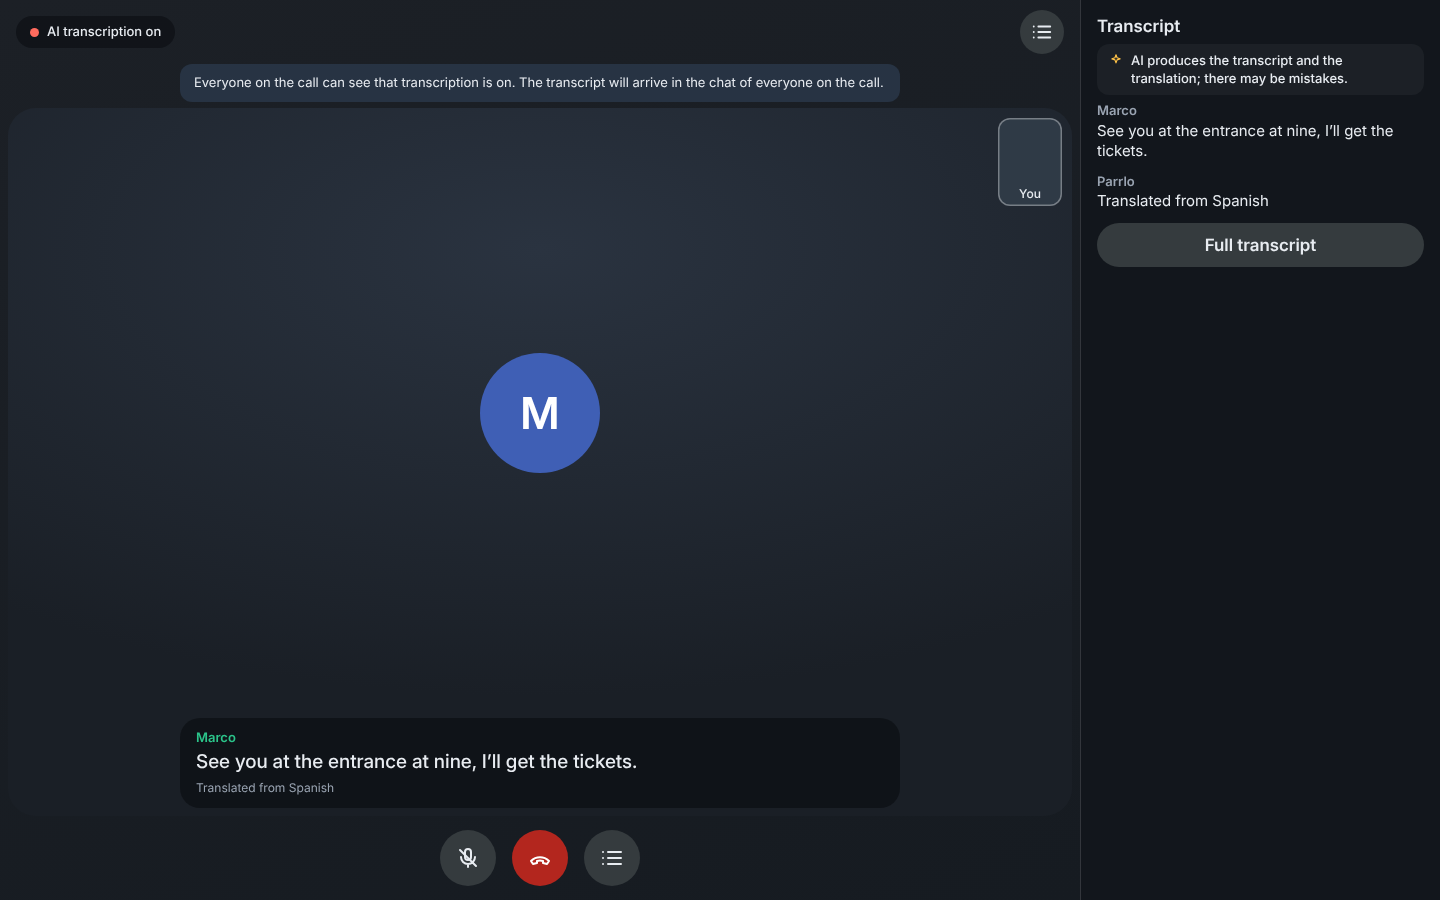 AI transcription on
Everyone on the call can see that transcription is on. The transcript will arrive in the chat of everyone on the call.
You
M
Marco
See you at the entrance at nine, I’ll get the tickets.
Translated from Spanish
Transcript
AI produces the transcript and the
translation; there may be mistakes.
Marco
See you at the entrance at nine, I’ll get the
tickets.
Parrlo
Translated from Spanish
Full transcript